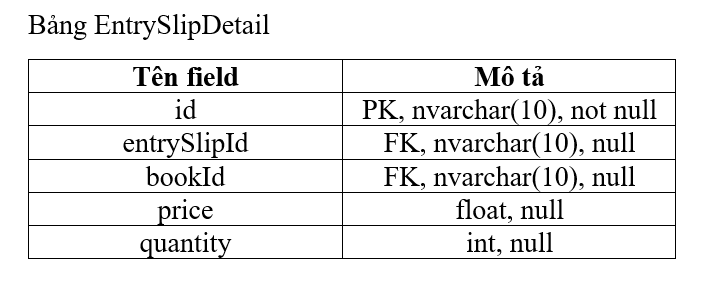 Bảng EntrySlipDetail
Tên field Mô tả
id PK, nvarchar(10), not null
entrySlipId FK, nvarchar(10), null
bookId FK, nvarchar(10), null
price float, null
quantity int, null